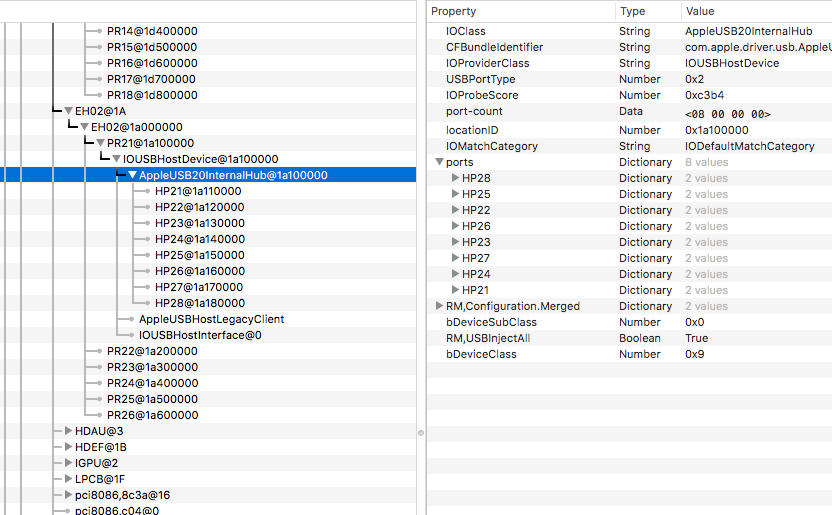 PR14@1d400000
PR15@1d500000
PR16@1d600000
PR17@1d700000
PR18@1d800000
EH02@1A
EH02@1a000000
PR21@1a100000
IOUSBHostDevice@1a100000
AppleUSB20InternalHub@1a100000
HP21@1a110000
HP22@1a120000
HP23@1a130000
HP24@1a140000
HP25@1a150000
HP26@1a160000
HP27@1a170000
HP28@1a180000
AppleUSBHostLegacyClient
IOUSBHostInterface@0
PR22@1a200000
PR23@1a300000
PR24@1a400000
PR25@1a500000
PR26@1a600000
HDAU@3
HDEF@1B
IGPU@2
LPCB@1F
pci8086,8c3a@16
pci8086,c04@0
Property Type Value
IOClass String AppleUSB20InternalHub
CFBundleIdentifier String com.apple.driver.usb.AppleU
IOProviderClass String IOUSBHostDevice
USBPortType Number 0x2
IOProbeScore Number 0xc3b4
port-count Data <08 00 00 00>
locationID Number 0x1a100000
IOMatchCategory String IODefaultMatchCategory
ports Dictionary 8 values
HP28 Dictionary 2 values
HP25 Dictionary 2 values
HP22 Dictionary 2 values
HP26 Dictionary 2 values
HP23 Dictionary 2 values
HP27 Dictionary 2 values
HP24 Dictionary 2 values
HP21 Dictionary 2 values
RM,Configuration.Merged Dictionary 2 values
bDeviceSubClass Number 0x0
RM,USBInjectAll Boolean True
bDeviceClass Number 0x9